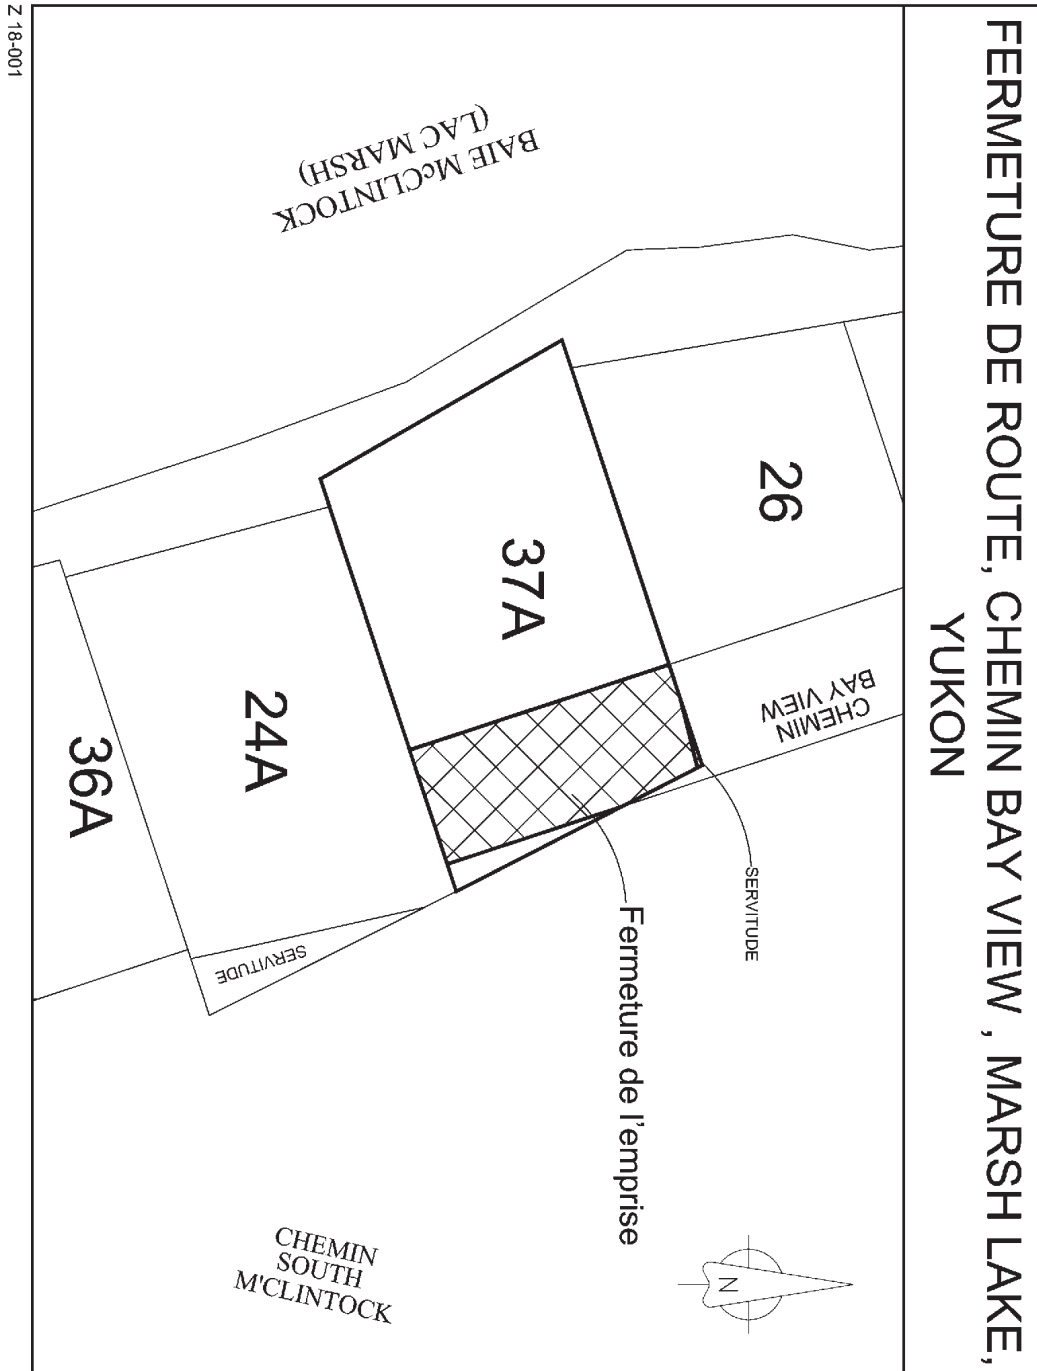 FERMETURE DE ROUTE, CHEMIN BAY VIEW , MARSH LAKE,
YUKON
BAIE McCLINTOCK
(LAC MARSH)
26
CHEMIN
BAY VIEW
37A
SERVITUDE
Fermeture de l'emprise
24A
SERVITUDE
36A
CHEMIN
SOUTH
M'CLINTOCK
N
Z 18-001